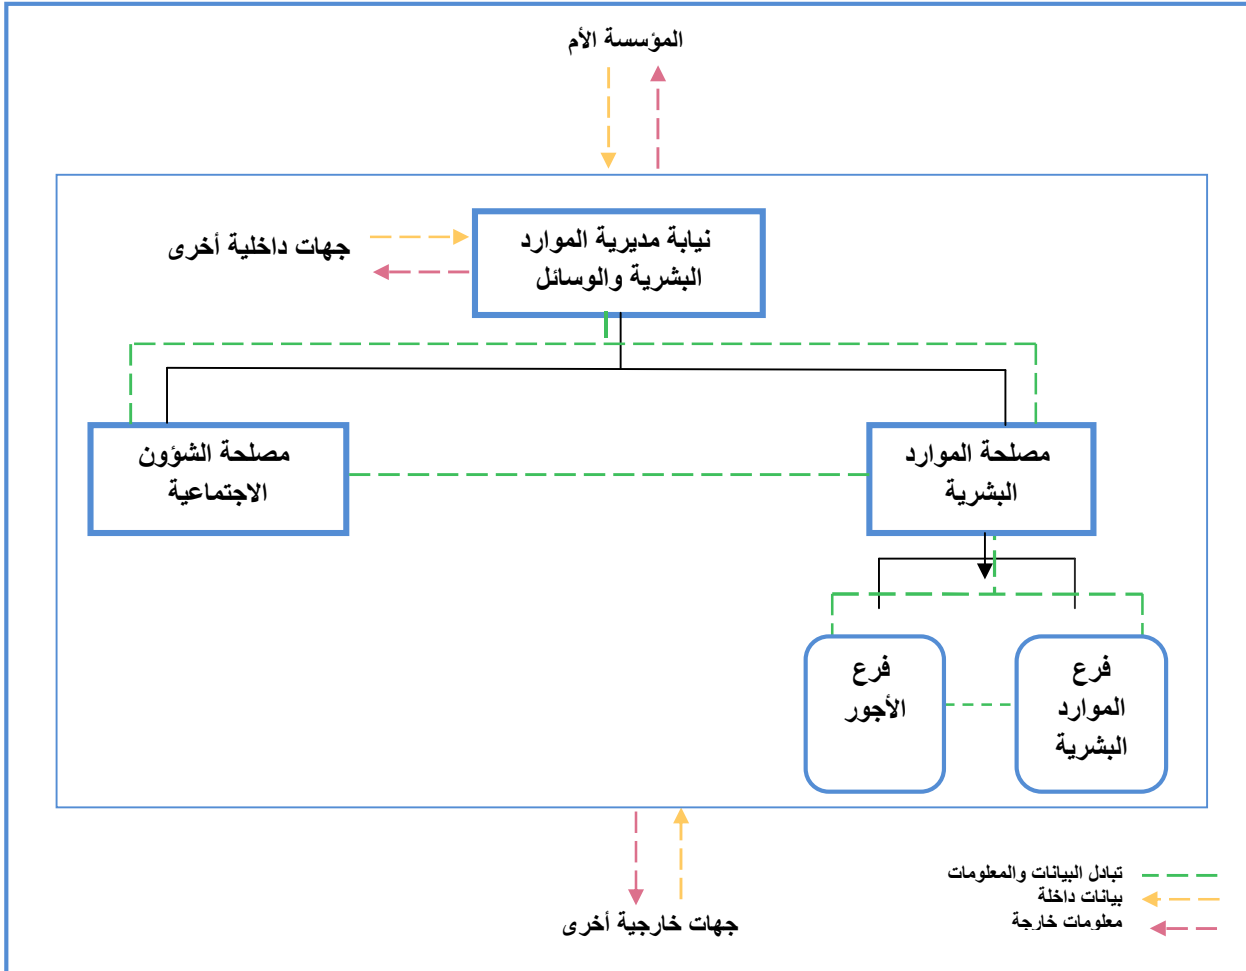 المؤسسة الأم
نيابة مديرية الموارد
البشرية والوسائل
جهات داخلية أخرى
مصلحة الموارد
البشرية
مصلحة الشؤون
الاجتماعية
فرع
الموارد
البشرية
فرع
الأجور
تبادل البيانات والمعلومات
بيانات داخلة
معلومات خارجة
جهات خارجية أخرى